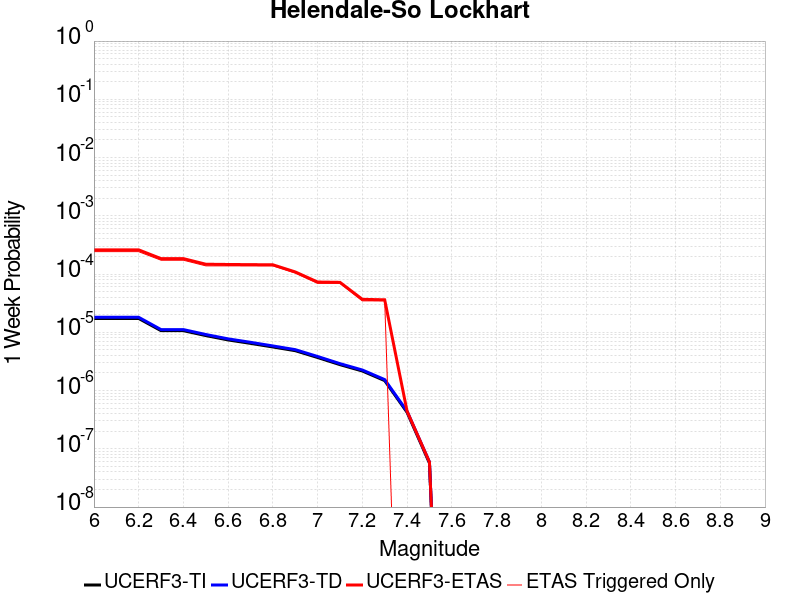 Helendale-So Lockhart
10^0
10^-1
10^-2
10^-3
10^-4
10^-5
10^-6
10^-7
10^-8
1 Week Probability
6 6.2 6.4 6.6 6.8 7 7.2 7.4 7.6 7.8 8 8.2 8.4 8.6 8.8 9
Magnitude
UCERF3-TI UCERF3-TD UCERF3-ETAS ETAS Triggered Only